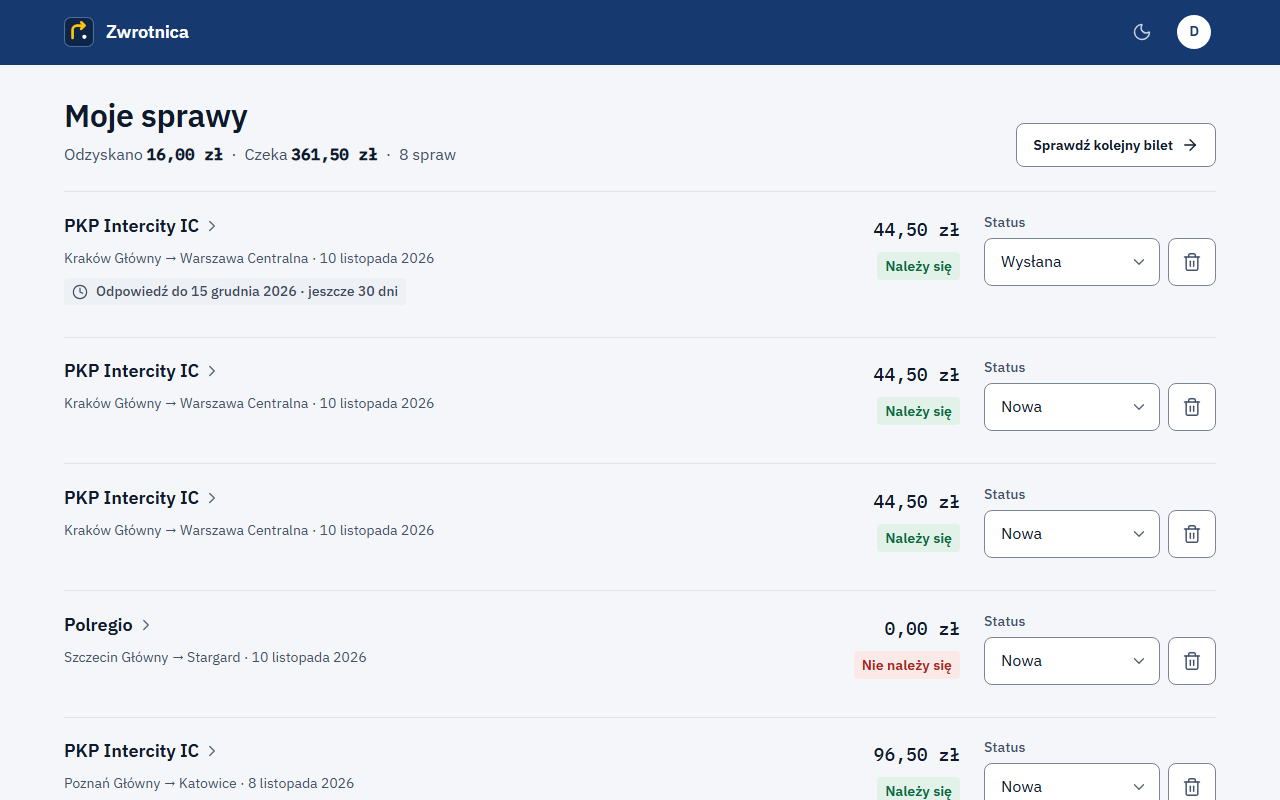 Zwrotnica
D
Moje sprawy
Odzyskano 16,00 zł · Czeka 361,50 zł · 8 spraw
Sprawdź kolejny bilet →
PKP Intercity IC
Kraków Główny → Warszawa Centralna · 10 listopada 2026
Odpowiedź do 15 grudnia 2026 · jeszcze 30 dni
44,50 zł
Należy się
Status
Wysłana
PKP Intercity IC
Kraków Główny → Warszawa Centralna · 10 listopada 2026
44,50 zł
Należy się
Status
Nowa
PKP Intercity IC
Kraków Główny → Warszawa Centralna · 10 listopada 2026
44,50 zł
Należy się
Status
Nowa
Polregio
Szczecin Główny → Stargard · 10 listopada 2026
0,00 zł
Nie należy się
Status
Nowa
PKP Intercity IC
Poznań Główny → Katowice · 8 listopada 2026
96,50 zł
Należy się
Status
Nowa